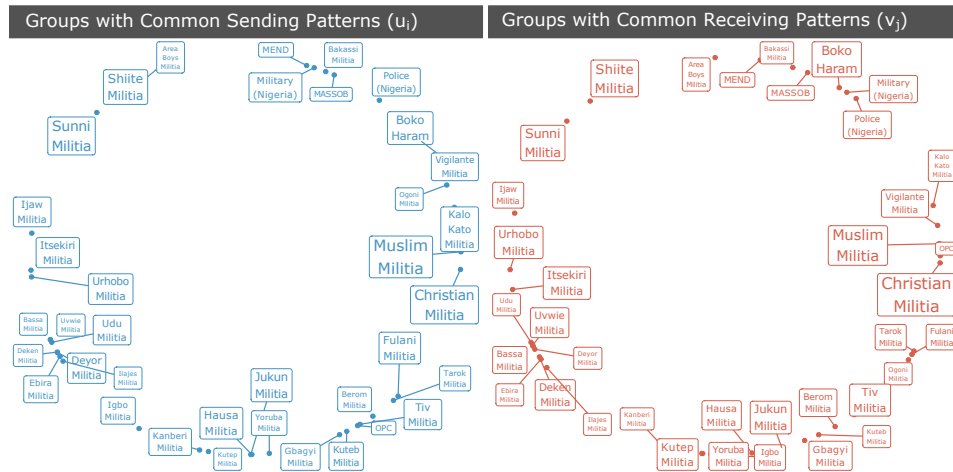 Groups with Common Sending Patterns (ui)
Area
Boys
Militia
Shiite
Militia
Sunni
Militia
MEND
Bakassi
Militia
Military
(Nigeria)
MASSOB
Police
(Nigeria)
Boko
Haram
Vigilante
Militia
Ogoni
Militia
Kalo
Kato
Militia
Muslim
Militia
Christian
Militia
Ijaw
Militia
Itsekiri
Militia
Urhobo
Militia
Bassa
Militia
Uvwie
Militia
Udu
Militia
Deken
Militia
Deyor
Militia
Ilajes
Militia
Ebira
Militia
Igbo
Militia
Kanberi
Militia
Kutep
Militia
Hausa
Militia
Jukun
Militia
Yoruba
Militia
Gbagyi
Militia
Kuteb
Militia
Berom
Militia
OPC
Tiv
Militia
Tarok
Militia
Fulani
Militia
Groups with Common Receiving Patterns (vj)
Shiite
Militia
Sunni
Militia
Area
Boys
Militia
MEND
Bakassi
Militia
MASSOB
Boko
Haram
Military
(Nigeria)
Police
(Nigeria)
Kalo
Kato
Militia
Vigilante
Militia
Muslim
Militia
OPC
Christian
Militia
Ijaw
Militia
Urhobo
Militia
Itsekiri
Militia
Udu
Militia
Uvwie
Militia
Bassa
Militia
Deyor
Militia
Ebira
Militia
Deken
Militia
Ilajes
Militia
Kanberi
Militia
Kutep
Militia
Hausa
Militia
Yoruba
Militia
Jukun
Militia
Igbo
Militia
Gbagyi
Militia
Berom
Militia
Kuteb
Militia
Tiv
Militia
Ogoni
Militia
Tarok
Militia
Fulani
Militia